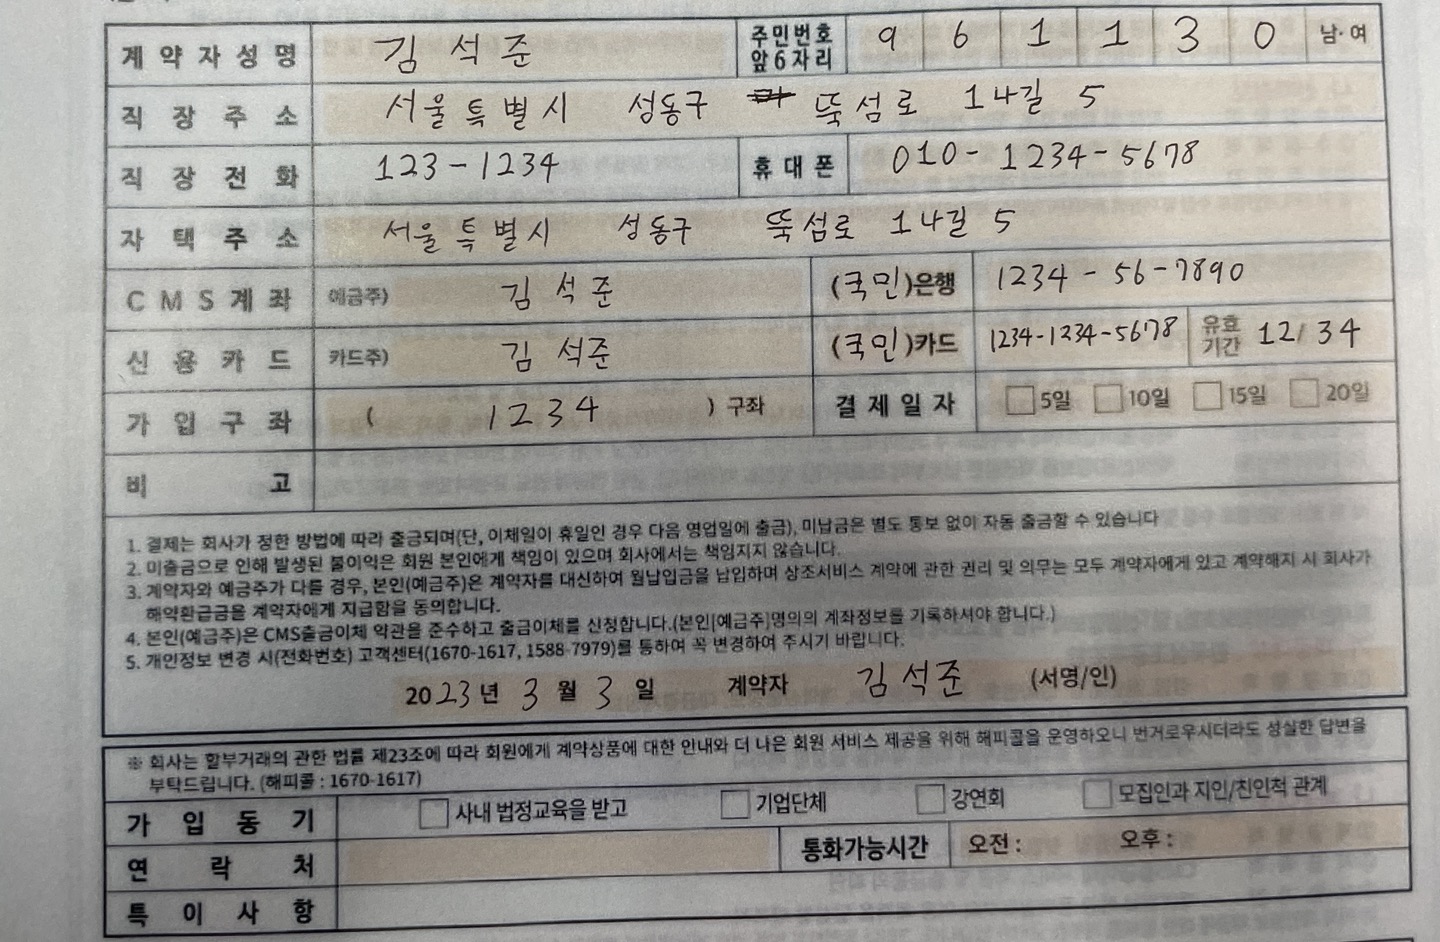 계약자성명 김석준 주민번호 앞6자리 9 6 1 1 3 0 남·여
직장주소 서울특별시 성동구 뚝섬로 1나길 5
직장전화 123-1234 휴대폰 010-1234-5678
자택주소 서울특별시 성동구 뚝섬로 1나길 5
CMS계좌 예금주) 김석준 (국민)은행 1234-56-7890
신용카드 카드주) 김석준 (국민)카드 1234-1234-5678 유효기간 12/34
가입구좌 ( 1234 ) 구좌 결제일자 □5일 □10일 □15일 □20일
비고
1. 결제는 회사가 정한 방법에 따라 출금되며(단, 이체일이 휴일인 경우 다음 영업일에 출금), 미납금은 별도 통보 없이 자동 출금할 수 있습니다
2. 미출금으로 인해 발생된 불이익은 회원 본인에게 책임이 있으며 회사에서는 책임지지 않습니다.
3. 계약자와 예금주가 다를 경우, 본인(예금주)은 계약자를 대신하여 월납입금을 납입하며 상조서비스 계약에 관한 권리 및 의무는 모두 계약자에게 있고 계약해지 시 회사가
해약환급금을 계약자에게 지급함을 동의합니다.
4. 본인(예금주)은 CMS출금이체 약관을 준수하고 출금이체를 신청합니다.(본인[예금주]명의의 계좌정보를 기록하셔야 합니다.)
5. 개인정보 변경 시(전화번호) 고객센터(1670-1617, 1588-7979)를 통하여 꼭 변경하여 주시기 바랍니다.
2023년 3월 3일 계약자 김석준 (서명/인)
※ 회사는 할부거래의 관한 법률 제23조에 따라 회원에게 계약상품에 대한 안내와 더 나은 회원 서비스 제공을 위해 해피콜을 운영하오니 번거로우시더라도 성실한 답변을
부탁드립니다. (해피콜 : 1670-1617)
가입동기 □ 사내 법정교육을 받고 □ 기업단체 □ 강연회 □ 모집인과 지인/친인척 관계
연락처 통화가능시간 오전 : 오후 :
특이사항